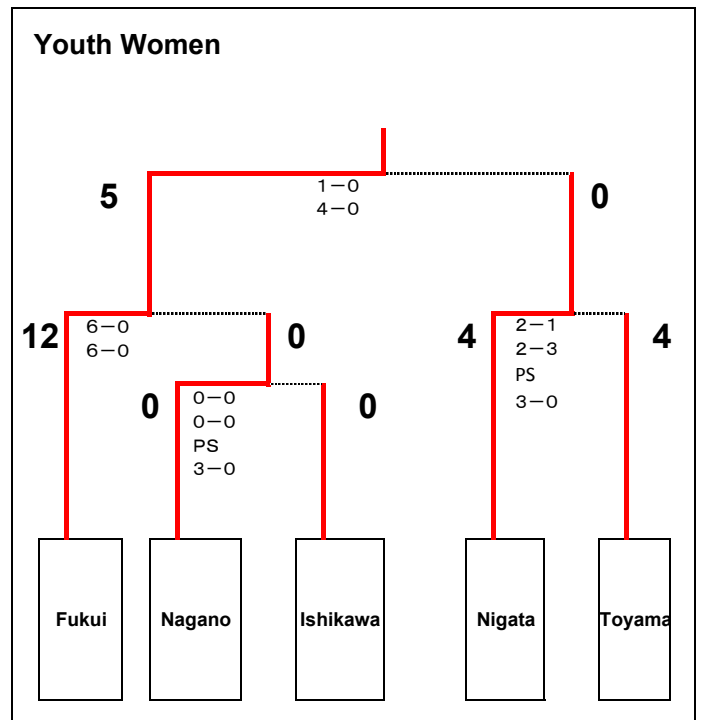 Youth Women
5
1－0
4－0
0
12
6－0
6－0
0
4
2－1
2－3
PS
3－0
4
0
0－0
0－0
PS
3－0
0
Fukui
Nagano
Ishikawa
Nigata
Toyama